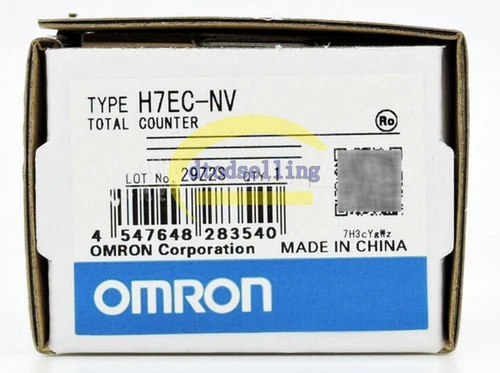 TYPE H7EC-NV
TOTAL COUNTER
Ro
dindselling
LOT No. 29Z2S QTY. 1
4 547648 283540
7H3cYgWz
OMRON Corporation MADE IN CHINA
OMRON